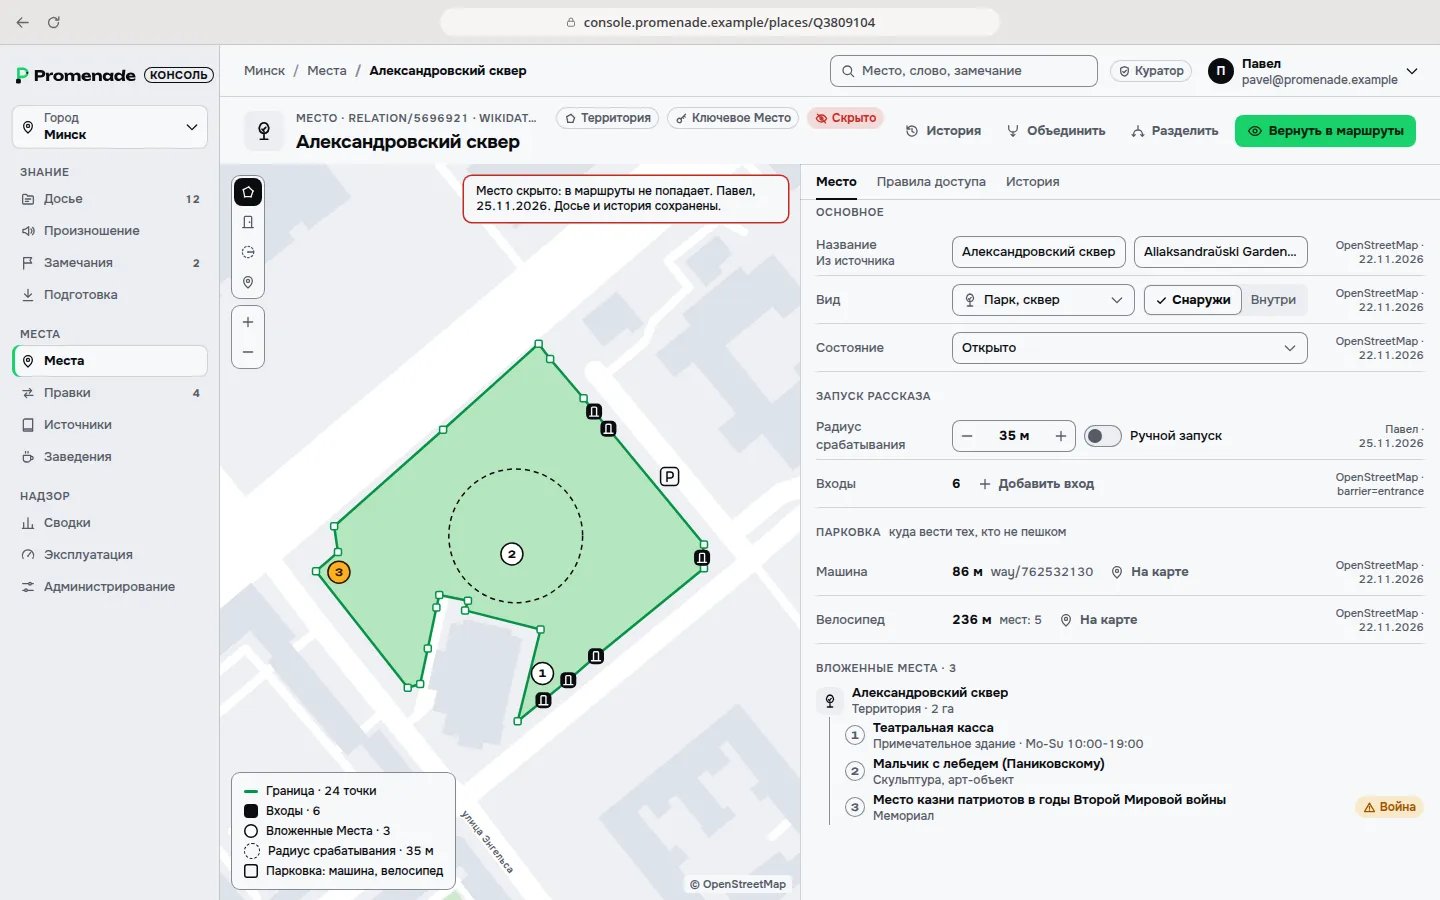 console.promenade.example/places/Q3809104
Promenade КОНСОЛЬ
Минск / Места / Александровский сквер
Место, слово, замечание
Куратор
П
Павел
pavel@promenade.example
Город
Минск
ЗНАНИЕ
Досье 12
Произношение
Замечания 2
Подготовка
МЕСТА
Места
Правки 4
Источники
Заведения
НАДЗОР
Сводки
Эксплуатация
Администрирование
МЕСТО · RELATION/5696921 · WIKIDAT…
Территория
Ключевое Место
Скрыто
Александровский сквер
История
Объединить
Разделить
Вернуть в маршруты
Место скрыто: в маршруты не попадает. Павел,
25.11.2026. Досье и история сохранены.
P
2
3
1
улица Энгельса
Граница · 24 точки
Входы · 6
Вложенные Места · 3
Радиус срабатывания · 35 м
Парковка: машина, велосипед
© OpenStreetMap
Место Правила доступа История
ОСНОВНОЕ
Название
Из источника
Александровский сквер
Aliaksandraŭski Garden…
OpenStreetMap ·
22.11.2026
Вид
Парк, сквер
Снаружи
Внутри
OpenStreetMap ·
22.11.2026
Состояние
Открыто
OpenStreetMap ·
22.11.2026
ЗАПУСК РАССКАЗА
Радиус
срабатывания
35 м
Ручной запуск
Павел ·
25.11.2026
Входы
6
Добавить вход
OpenStreetMap ·
barrier=entrance
ПАРКОВКА куда вести тех, кто не пешком
Машина
86 м way/762532130
На карте
OpenStreetMap ·
22.11.2026
Велосипед
236 м мест: 5
На карте
OpenStreetMap ·
22.11.2026
ВЛОЖЕННЫЕ МЕСТА · 3
Александровский сквер
Территория · 2 га
1
Театральная касса
Примечательное здание · Mo-Su 10:00-19:00
2
Мальчик с лебедем (Паниковскому)
Скульптура, арт-объект
3
Место казни патриотов в годы Второй Мировой войны
Мемориал
Война